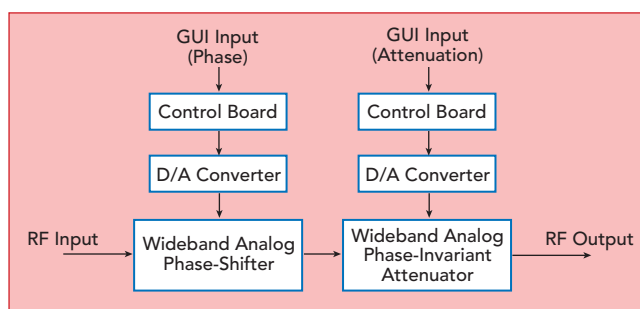 GUI Input
(Phase)
GUI Input
(Attenuation)
Control Board
Control Board
D/A Converter
D/A Converter
RF Input
Wideband Analog
Phase-Shifter
Wideband Analog
Phase-Invariant
Attenuator
RF Output